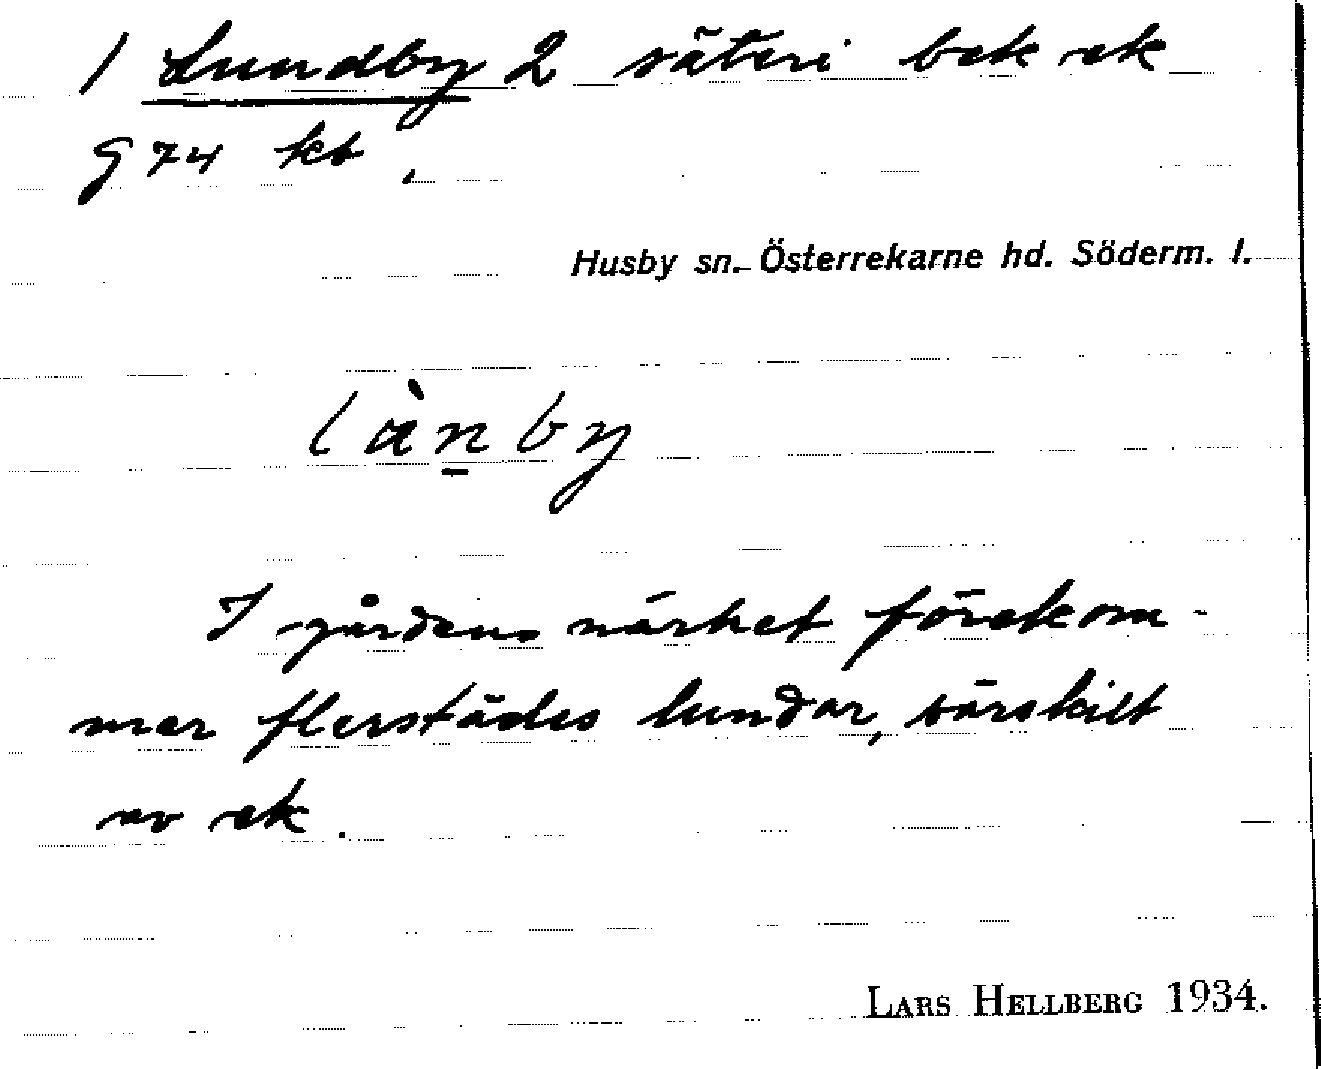 1 Lundby 2 säteri bek ek
G 74 kb.
Husby sn. Österrekarne hd. Söderm. l.
lànby
I gårdens närhet förekom-
mer flerstädes lundar, särskilt
av ek.
LARS HELLBERG 1934.